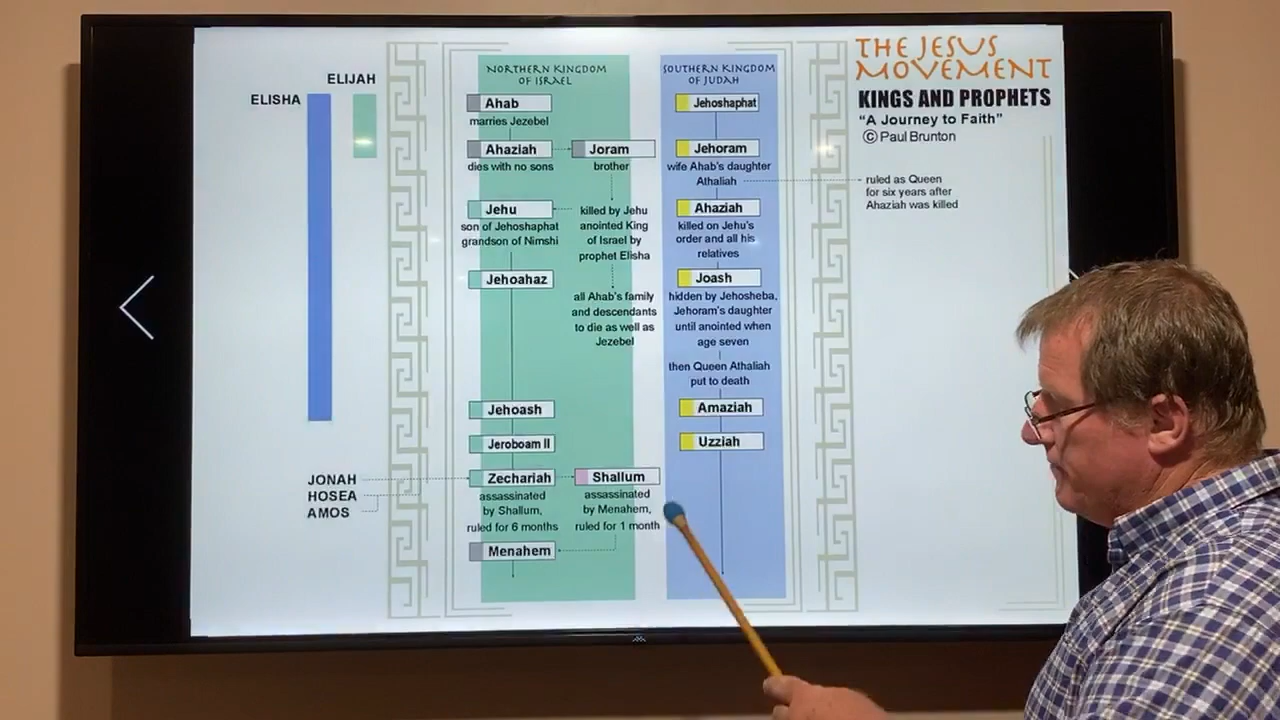 ELIJAH
ELISHA
NORTHERN KINGDOM
OF ISRAEL
Ahab
marries Jezebel
Ahaziah
dies with no sons
Joram
brother
Jehu
son of Jehoshaphat
grandson of Nimshi
killed by Jehu
anointed King
of Israel by
prophet Elisha
Jehoahaz
all Ahab's family
and descendants
to die as well as
Jezebel
Jehoash
Jeroboam II
JONAH
HOSEA
AMOS
Zechariah
assassinated
by Shallum,
ruled for 6 months
Shallum
assassinated
by Menahem,
ruled for 1 month
Menahem
SOUTHERN KINGDOM
OF JUDAH
Jehoshaphat
Jehoram
wife Ahab's daughter
Athaliah
ruled as Queen
for six years after
Ahaziah was killed
Ahaziah
killed on Jehu's
order and all his
relatives
Joash
hidden by Jehosheba,
Jehoram's daughter
until anointed when
age seven
then Queen Athaliah
put to death
Amaziah
Uzziah
THE JESUS
MOVEMENT
KINGS AND PROPHETS
“A Journey to Faith”
© Paul Brunton